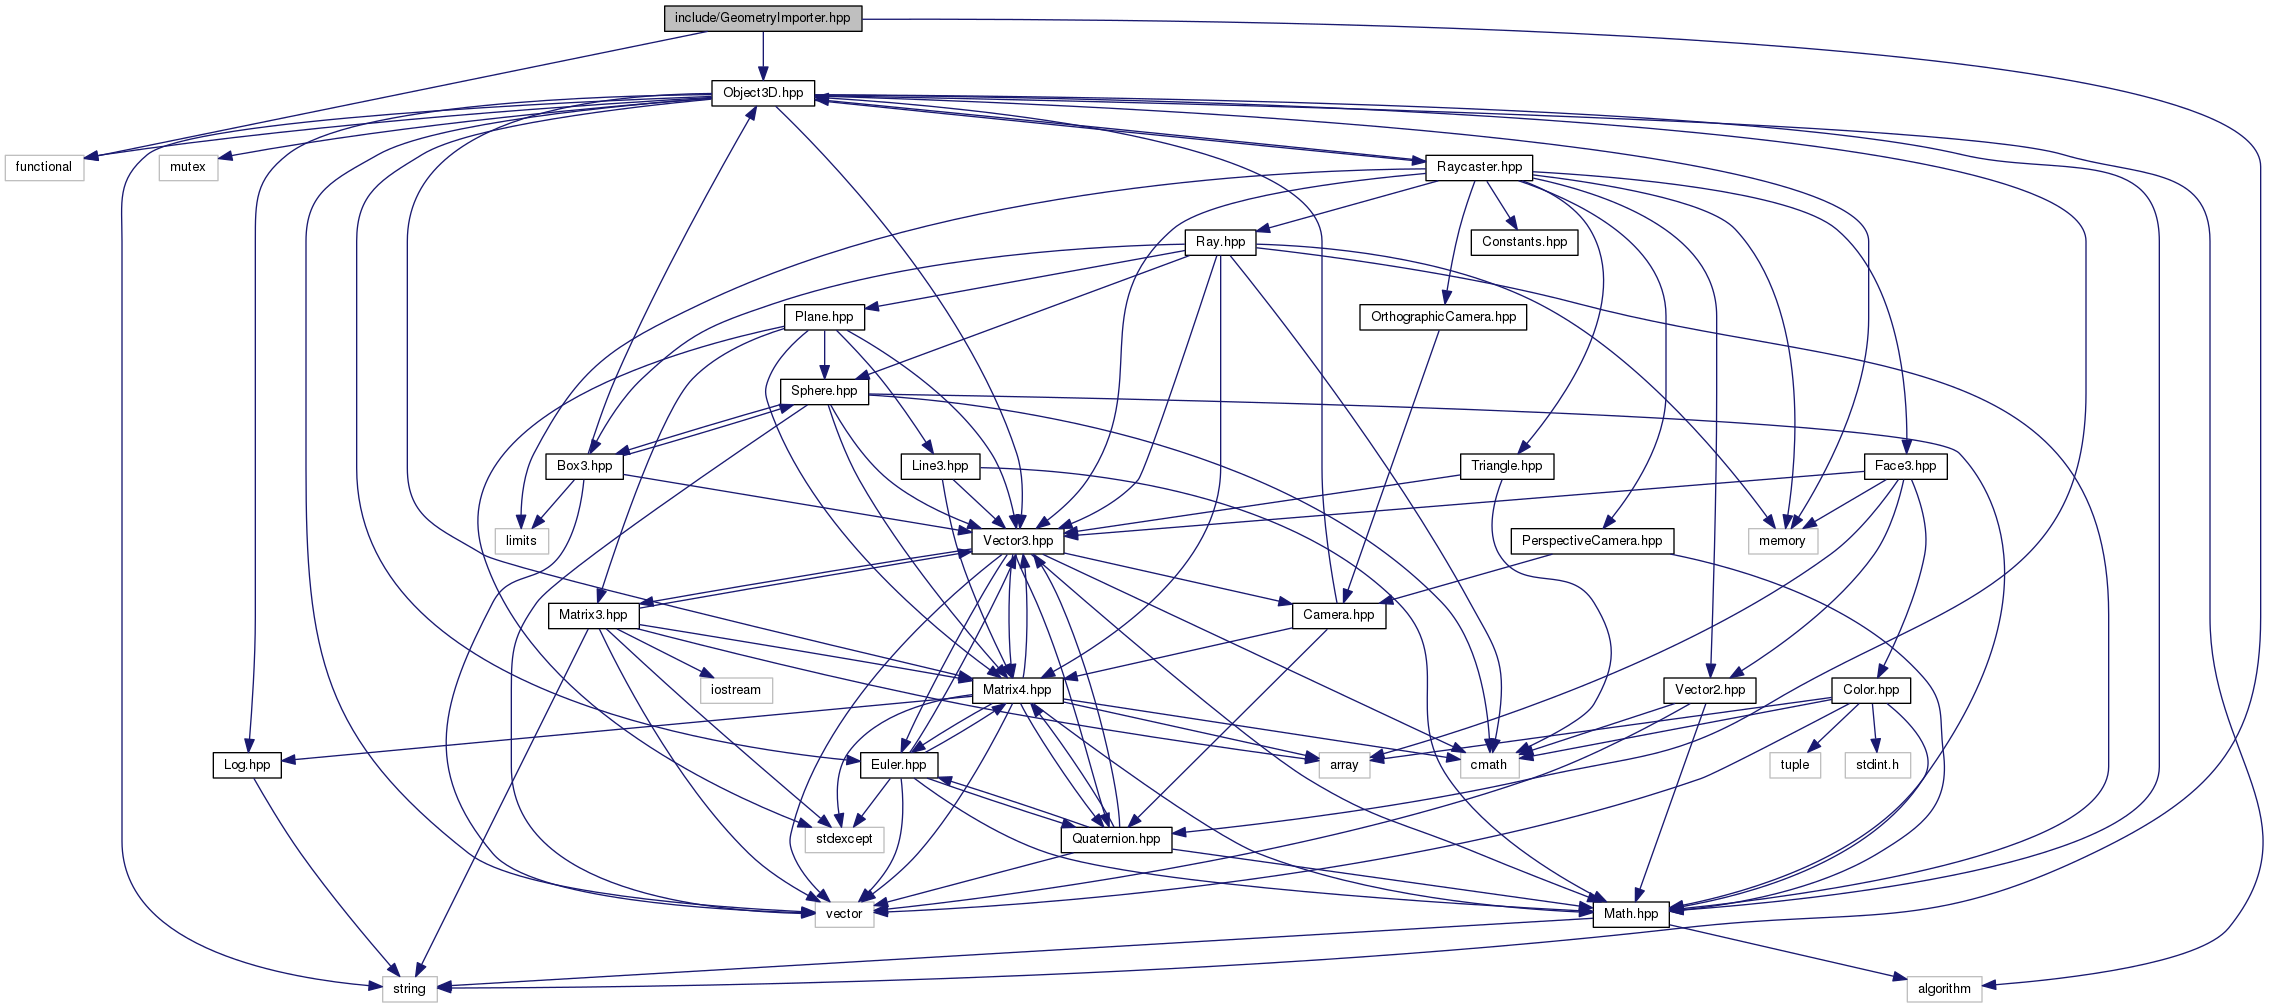 include/GeometryImporter.hpp
Object3D.hpp
functional
mutex
Raycaster.hpp
Ray.hpp
Constants.hpp
Plane.hpp
OrthographicCamera.hpp
Sphere.hpp
Box3.hpp
Line3.hpp
Triangle.hpp
Face3.hpp
limits
Vector3.hpp
PerspectiveCamera.hpp
memory
Matrix3.hpp
Camera.hpp
iostream
Matrix4.hpp
Vector2.hpp
Color.hpp
Log.hpp
Euler.hpp
array
cmath
tuple
stdint.h
stdexcept
Quaternion.hpp
vector
Math.hpp
string
algorithm